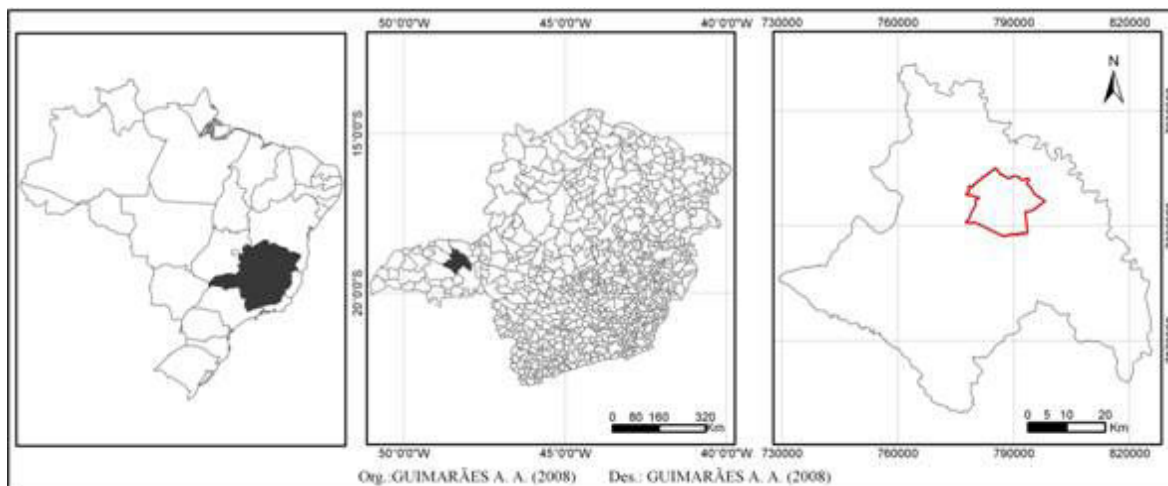 50°0'0"W 45°0'0"W 40°0'0"W
730000 760000 790000 820000
N
15°0'0"S
20°0'0"S
0 80 160 320
Km
0 5 10 20
Km
50°0'0"W 45°0'0"W 40°0'0"W
730000 760000 790000 820000
Org.:GUIMARÃES A. A. (2008) Des.: GUIMARÃES A. A. (2008)